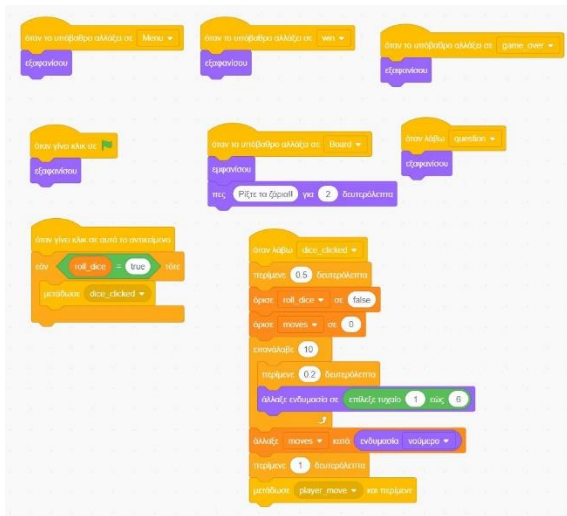 όταν το υπόβαθρο αλλάξει σε Menu
εξαφανίσου
όταν το υπόβαθρο αλλάξει σε win
εξαφανίσου
όταν το υπόβαθρο αλλάξει σε game_over
εξαφανίσου
όταν γίνει κλικ σε
εξαφανίσου
όταν το υπόβαθρο αλλάξει σε Board
εμφανίσου
πες Ρίξτε τα ζάρια!! για 2 δευτερόλεπτα
όταν λάβω question
εξαφανίσου
όταν γίνει κλικ σε αυτό το αντικείμενο
εάν roll_dice = true τότε
μετάδωσε dice_clicked
όταν λάβω dice_clicked
περίμενε 0.5 δευτερόλεπτα
όρισε roll_dice σε false
όρισε moves σε 0
επανάλαβε 10
περίμενε 0.2 δευτερόλεπτα
άλλαξε ενδυμασία σε επίλεξε τυχαίο 1 εώς 6
άλλαξε moves κατά ενδυμασία νούμερο
περίμενε 1 δευτερόλεπτα
μετάδωσε player_move και περίμενε